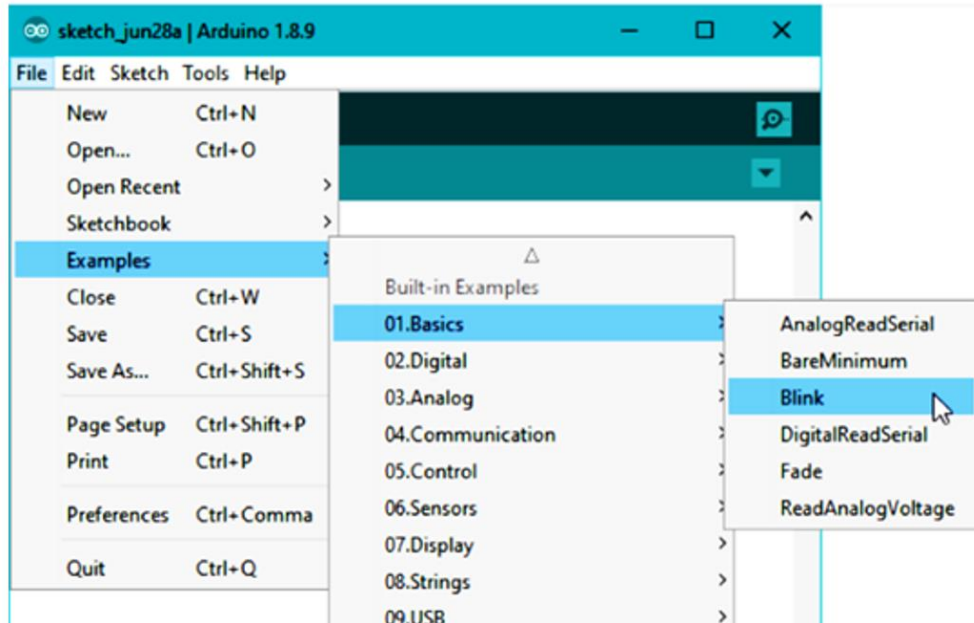 sketch_jun28a | Arduino 1.8.9
File Edit Sketch Tools Help
New Ctrl+N
Open... Ctrl+O
Open Recent
Sketchbook
Examples
Close Ctrl+W
Save Ctrl+S
Save As... Ctrl+Shift+S
Page Setup Ctrl+Shift+P
Print Ctrl+P
Preferences Ctrl+Comma
Quit Ctrl+Q
Built-in Examples
01.Basics
02.Digital
03.Analog
04.Communication
05.Control
06.Sensors
07.Display
08.Strings
09.USB
AnalogReadSerial
BareMinimum
Blink
DigitalReadSerial
Fade
ReadAnalogVoltage